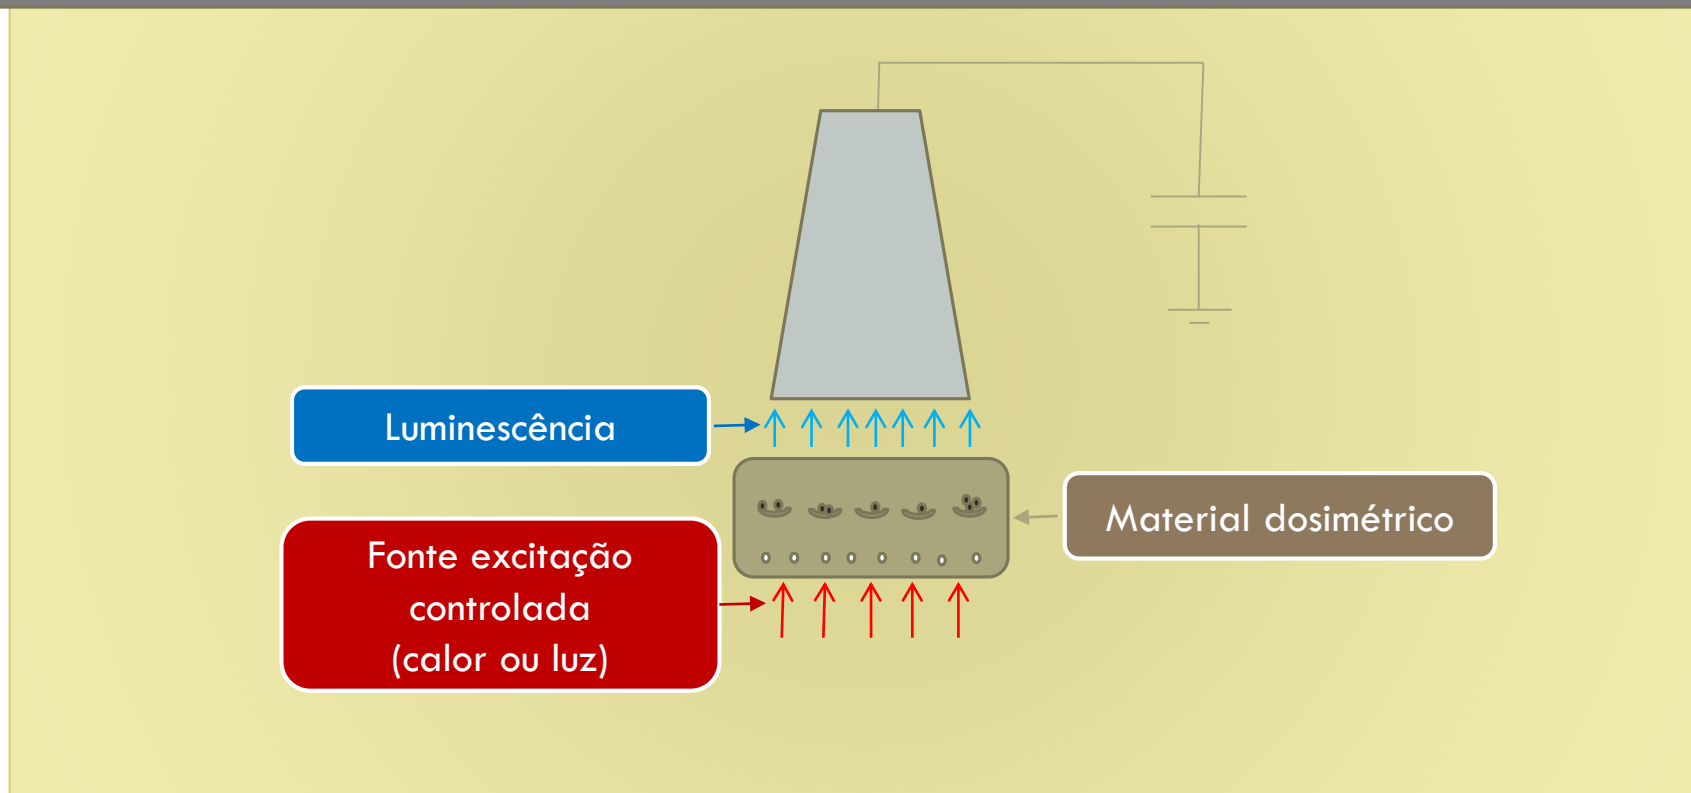 Luminescência
Material dosimétrico
Fonte excitação
controlada
(calor ou luz)